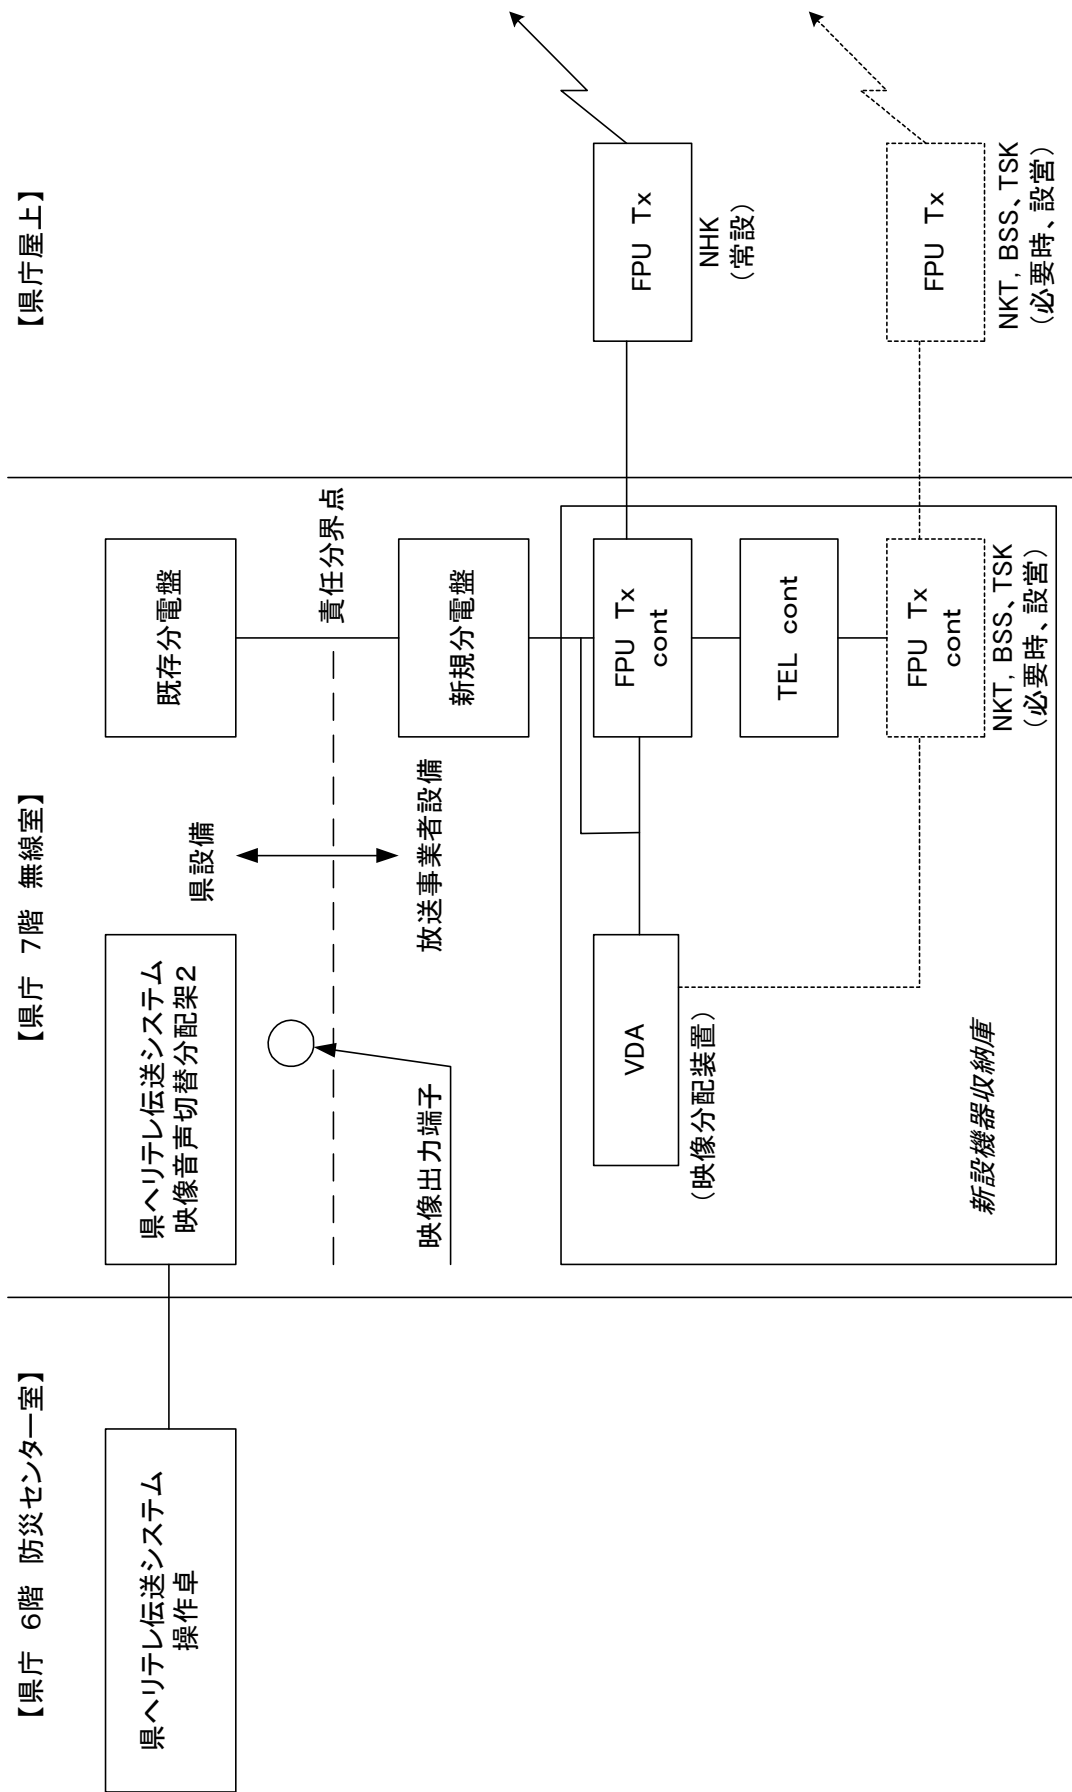 【県庁 6階 防災センター室】
県ヘリテレ伝送システム
操作卓
【県庁 7階 無線室】
県ヘリテレ伝送システム
映像音声切替分配架2
既存分電盤
県設備
責任分界点
映像出力端子
放送事業者設備
新規分電盤
VDA
(映像分配装置)
FPU Tx
cont
TEL cont
FPU Tx
cont
NKT, BSS、TSK
(必要時、設営)
新設機器収納庫
【県庁屋上】
FPU Tx
NHK
(常設)
FPU Tx
NKT, BSS、TSK
(必要時、設営)